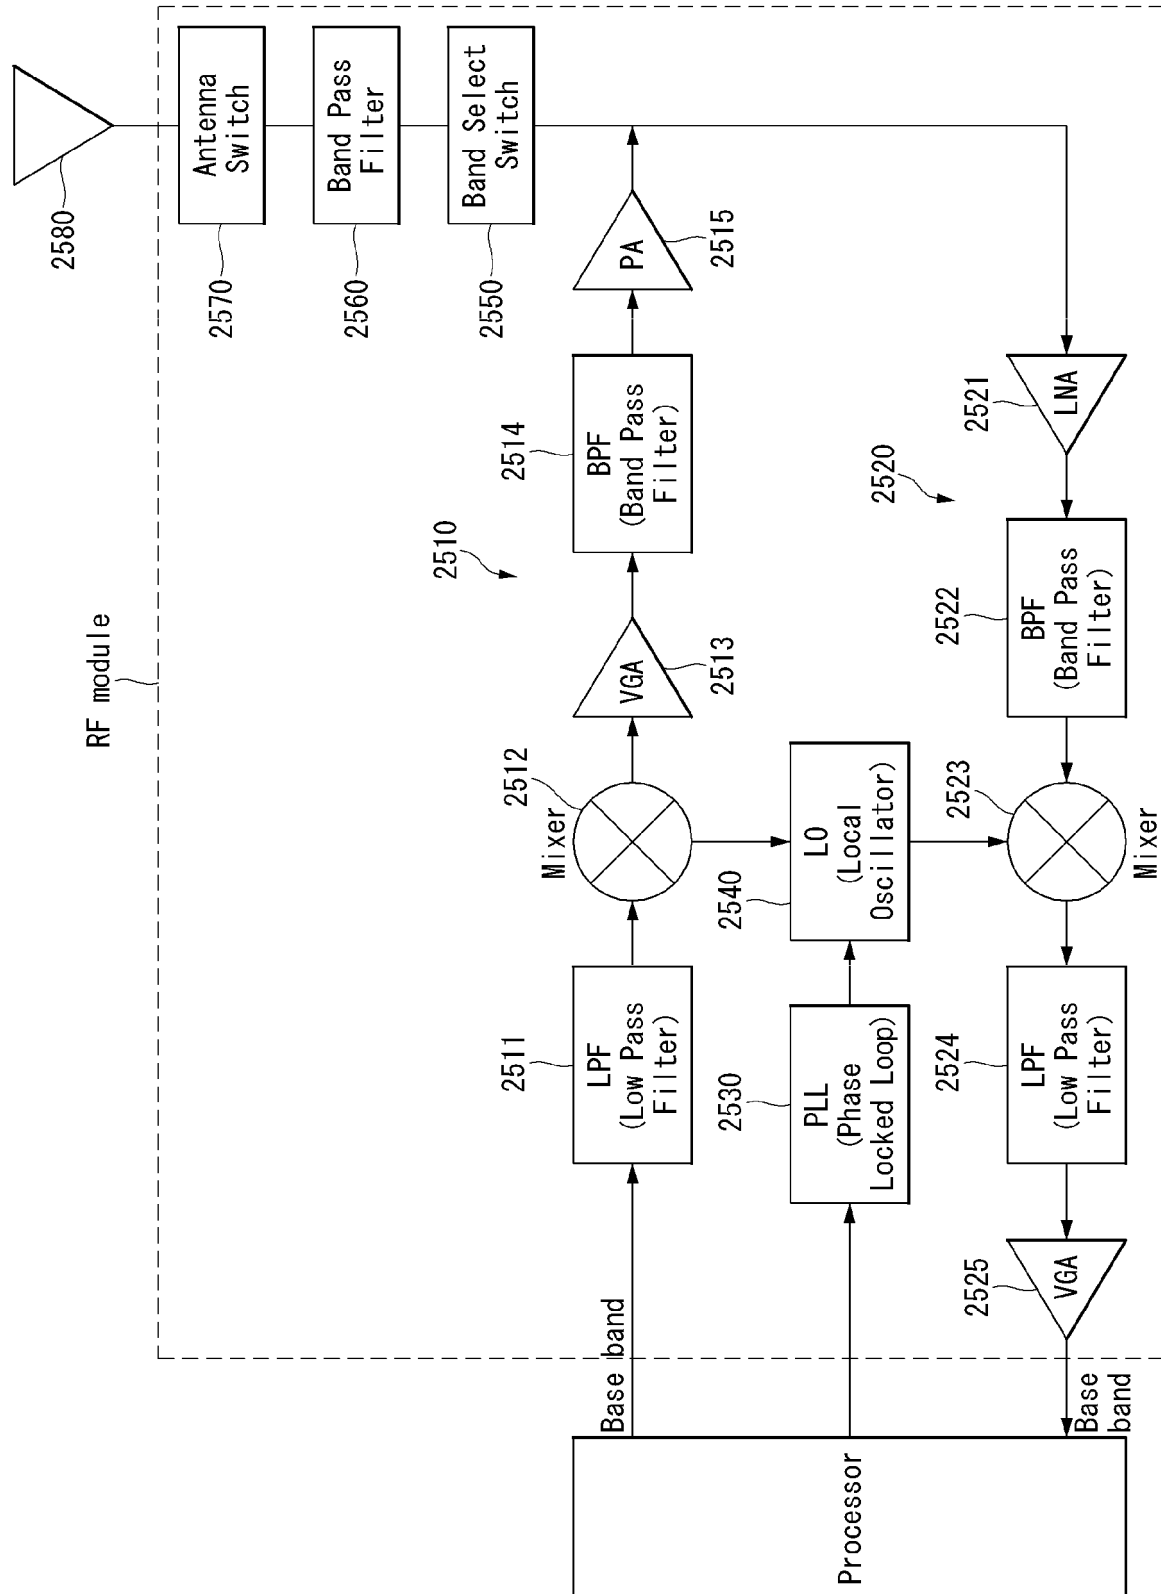 RF module
2580
Antenna
Switch
2570
Band Pass
Filter
2560
Band Select
Switch
2550
Base band
LPF
(Low Pass
Filter)
2511
Mixer
2512
VGA
2513
2510
BPF
(Band Pass
Filter)
2514
PA
2515
Processor
PLL
(Phase
Locked Loop)
2530
LO
(Local
Oscillator)
2540
LNA
2521
2520
BPF
(Band Pass
Filter)
2522
Mixer
2523
LPF
(Low Pass
Filter)
2524
VGA
2525
Base
band